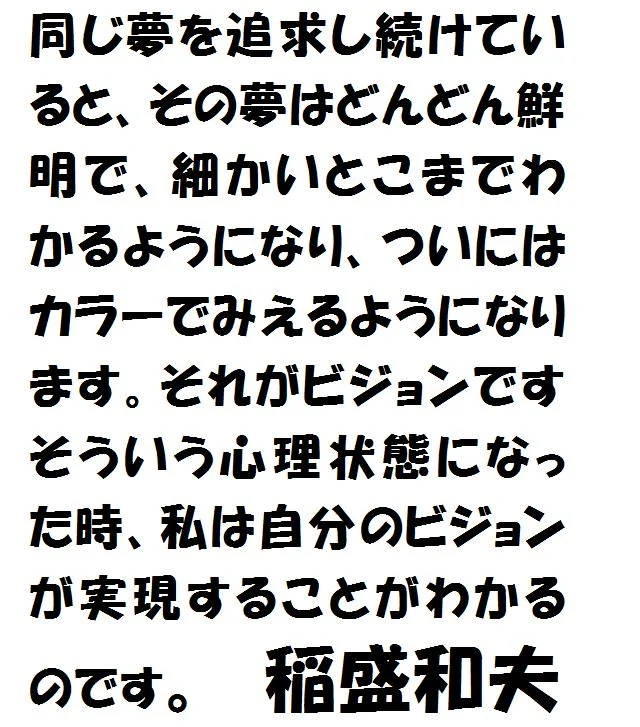 同じ夢を追求し続けてい
ると、その夢はどんどん鮮
明で、細かいとこまでわ
かるようになり、ついには
カラーでみえるようになり
ます。それがビジョンです
そういう心理状態になっ
た時、私は自分のビジョン
が実現することがわかる
のです。　稲盛和夫